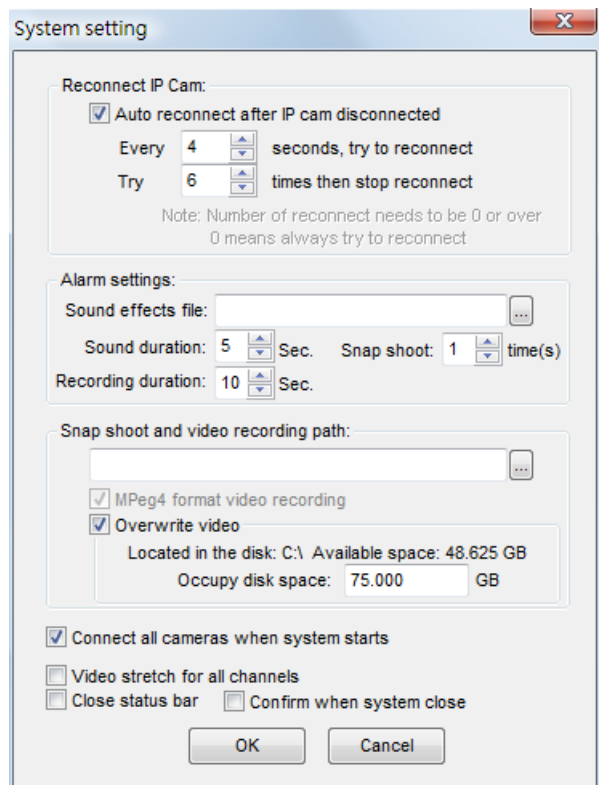 System setting
Reconnect IP Cam:
Auto reconnect after IP cam disconnected
Every 4 seconds, try to reconnect
Try 6 times then stop reconnect
Note: Number of reconnect needs to be 0 or over
0 means always try to reconnect
Alarm settings:
Sound effects file: ...
Sound duration: 5 Sec. Snap shoot: 1 time(s)
Recording duration: 10 Sec.
Snap shoot and video recording path:
...
MPeg4 format video recording
Overwrite video
Located in the disk: C:\ Available space: 48.625 GB
Occupy disk space: 75.000 GB
Connect all cameras when system starts
Video stretch for all channels
Close status bar Confirm when system close
OK Cancel